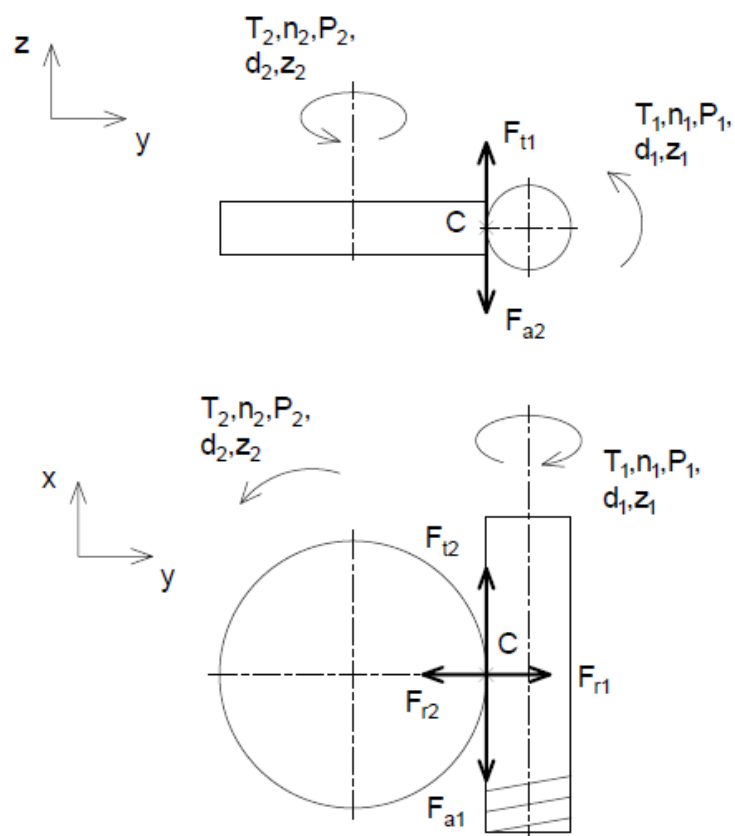 T₂,n₂,P₂,
d₂,z₂
z
y
T₁,n₁,P₁,
d₁,z₁
Fₜ₁
C
Fₐ₂
T₂,n₂,P₂,
d₂,z₂
T₁,n₁,P₁,
d₁,z₁
x
y
Fₜ₂
C
Fᵣ₁
Fᵣ₂
Fₐ₁